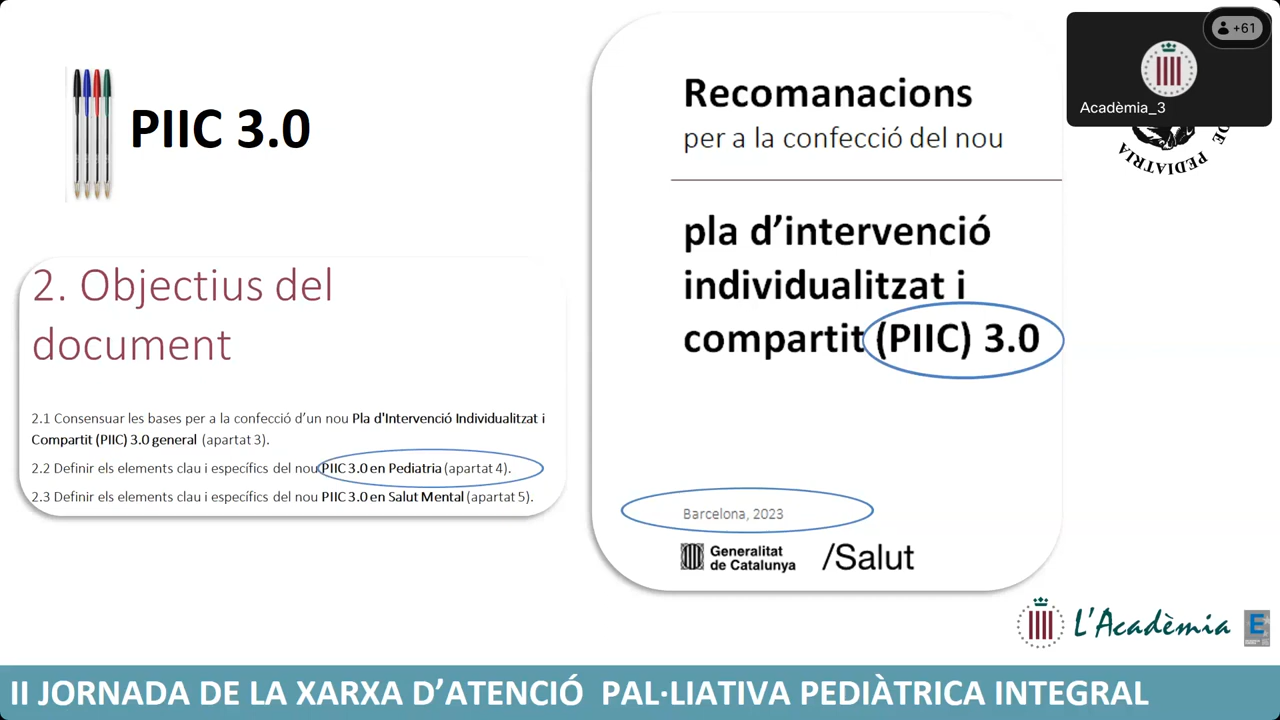 PIIC 3.0
2. Objectius del
document
2.1 Consensuar les bases per a la confecció d'un nou Pla d'Intervenció Individualitzat i
Compartit (PIIC) 3.0 general (apartat 3).
2.2 Definir els elements clau i específics del nou PIIC 3.0 en Pediatria (apartat 4).
2.3 Definir els elements clau i específics del nou PIIC 3.0 en Salut Mental (apartat 5).
Recomanacions
per a la confecció del nou
pla d'intervenció
individualitzat i
compartit (PIIC) 3.0
Barcelona, 2023
Generalitat
de Catalunya
/Salut
+61
Acadèmia_3
DE PEDIATRIA
L'Acadèmia
E
II JORNADA DE LA XARXA D'ATENCIÓ PAL·LIATIVA PEDIÀTRICA INTEGRAL